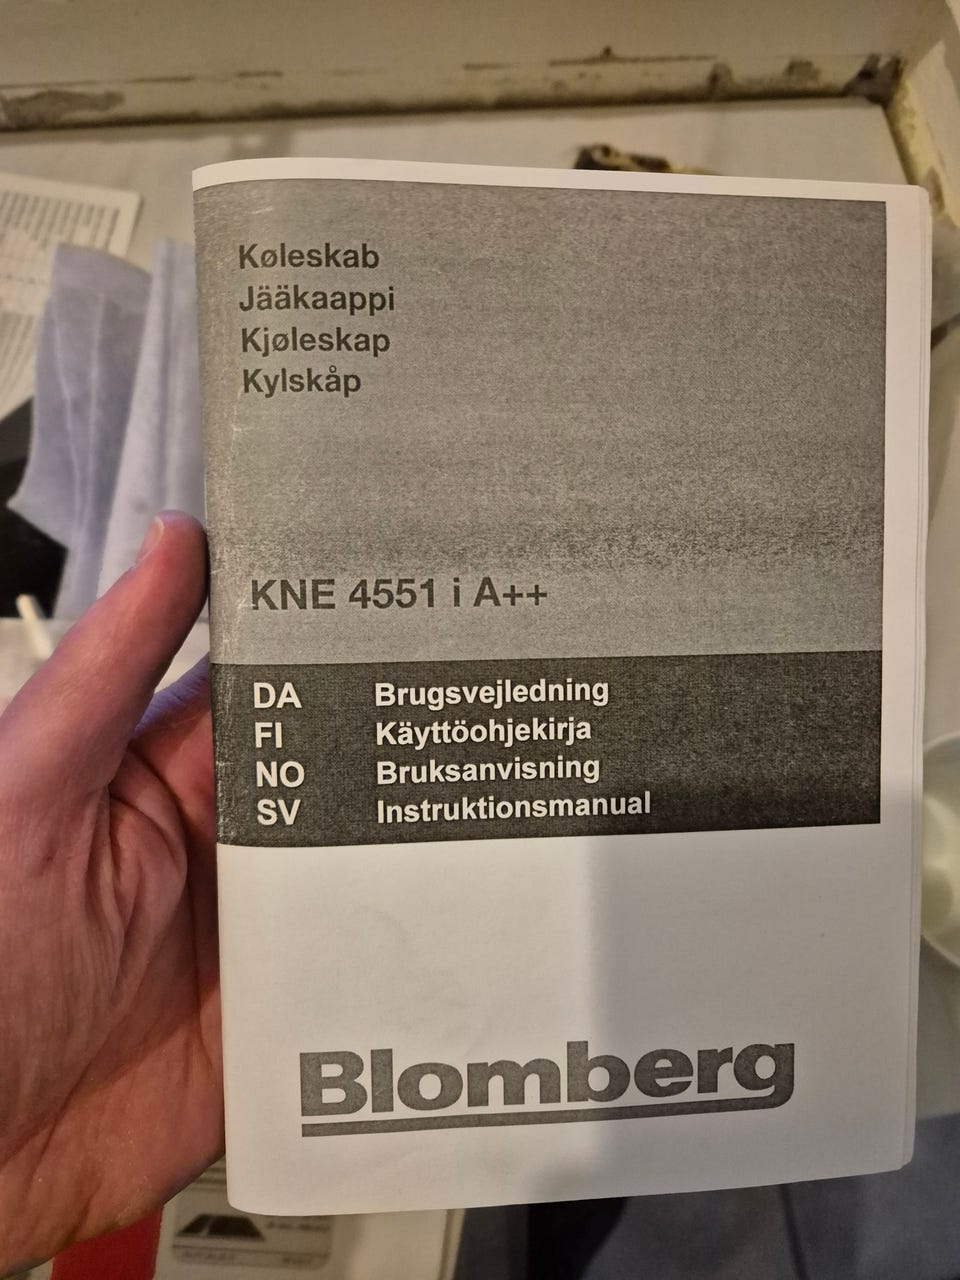 Køleskab
Jääkaappi
Kjøleskap
Kylskåp
KNE 4551 i A++
DA Brugsvejledning
FI Käyttöohjekirja
NO Bruksanvisning
SV Instruktionsmanual
Blomberg